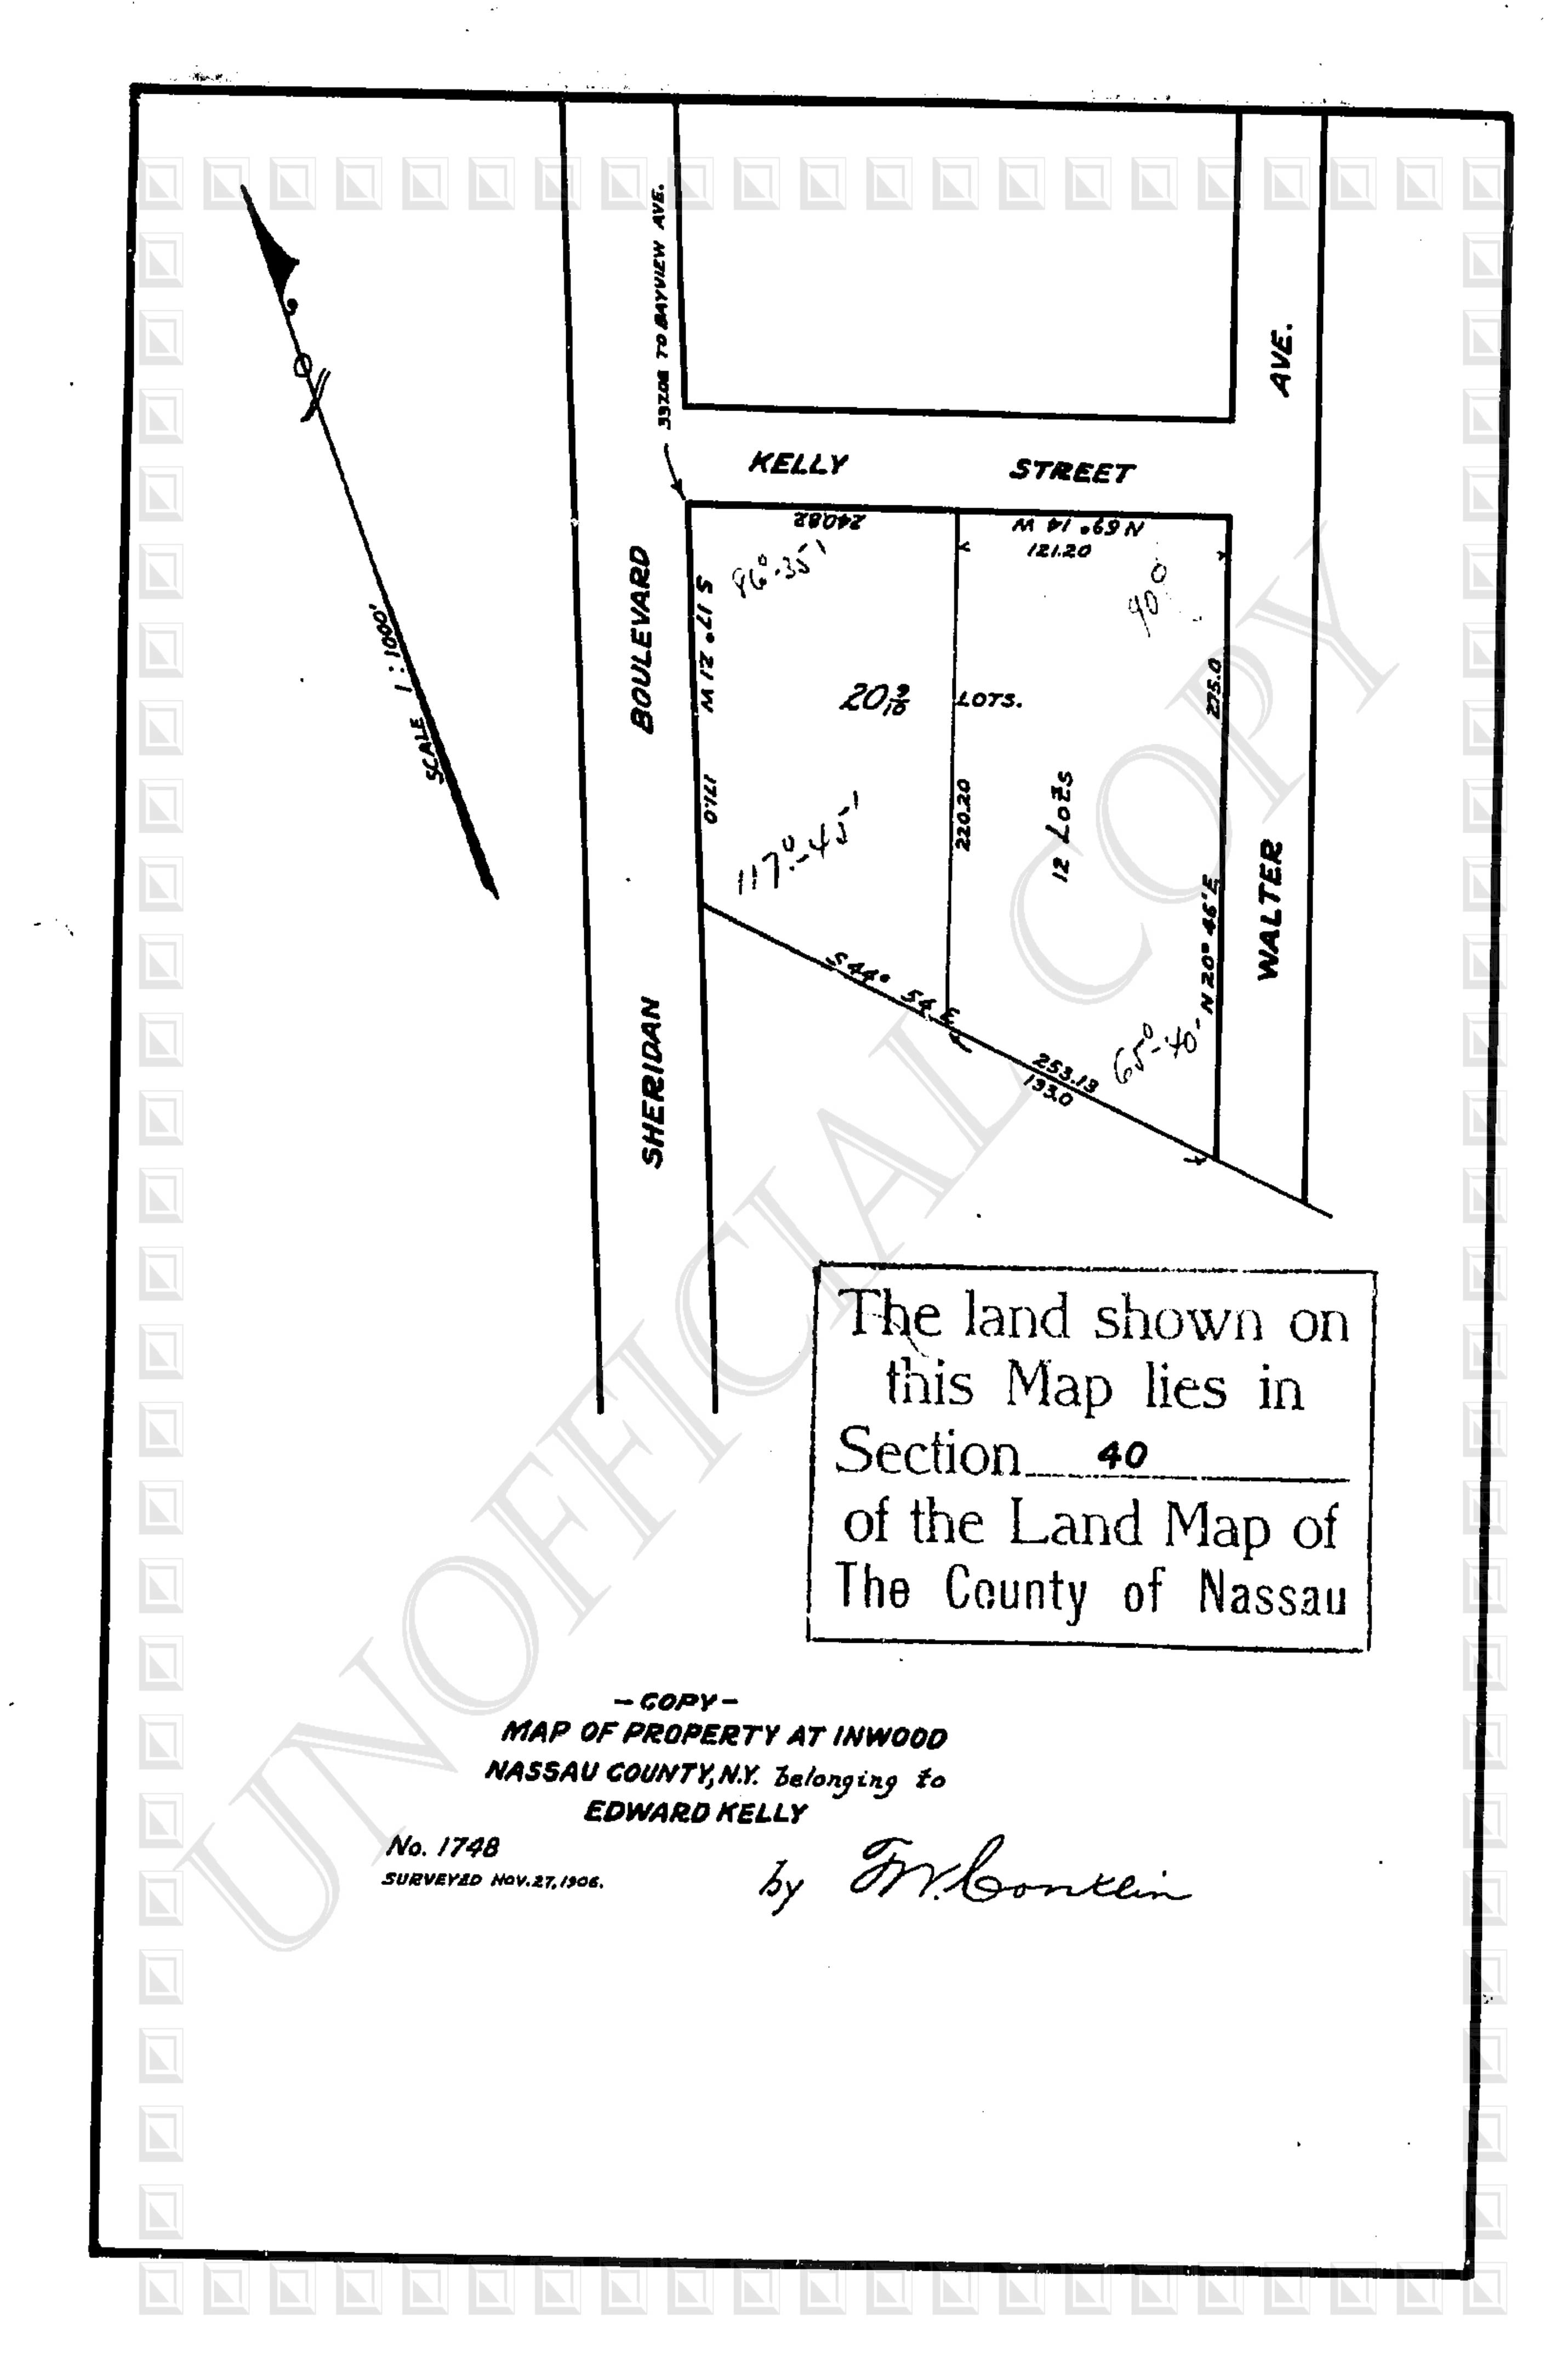 337.08 TO BAYVIEW AVE.
AVE.
KELLY STREET
240.82
N 69° 14 W
121.20
86°-35'
90°
BOULEVARD
S 17° 21 W
20 9/10 LOTS.
275.0
SCALE 1:1000'
171.0
220.20
12 LOTS
117°-45'
WALTER
N 20° 46' E
S 44° 54 E
65°-40'
253.13
133.0
SHERIDAN
The land shown on
this Map lies in
Section 40
of the Land Map of
The County of Nassau
- COPY -
MAP OF PROPERTY AT INWOOD
NASSAU COUNTY, N.Y. belonging to
EDWARD KELLY
No. 1748
SURVEYED NOV. 27, 1906.
by F.W. Conklin
UNOFFICIAL COPY